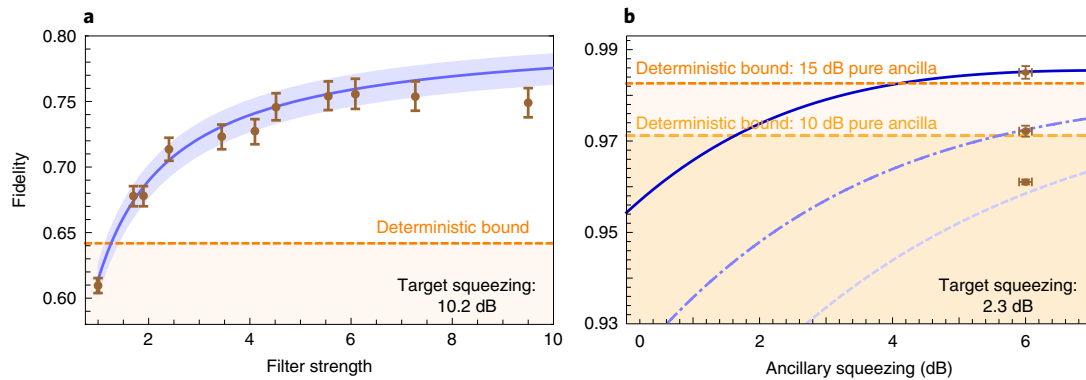 a
0.80
0.75
0.70
0.65
0.60
Fidelity
2
4
6
8
10
Filter strength
Deterministic bound
Target squeezing:
10.2 dB
b
0.99
0.97
0.95
0.93
0
2
4
6
Ancillary squeezing (dB)
Deterministic bound: 15 dB pure ancilla
Deterministic bound: 10 dB pure ancilla
Target squeezing:
2.3 dB